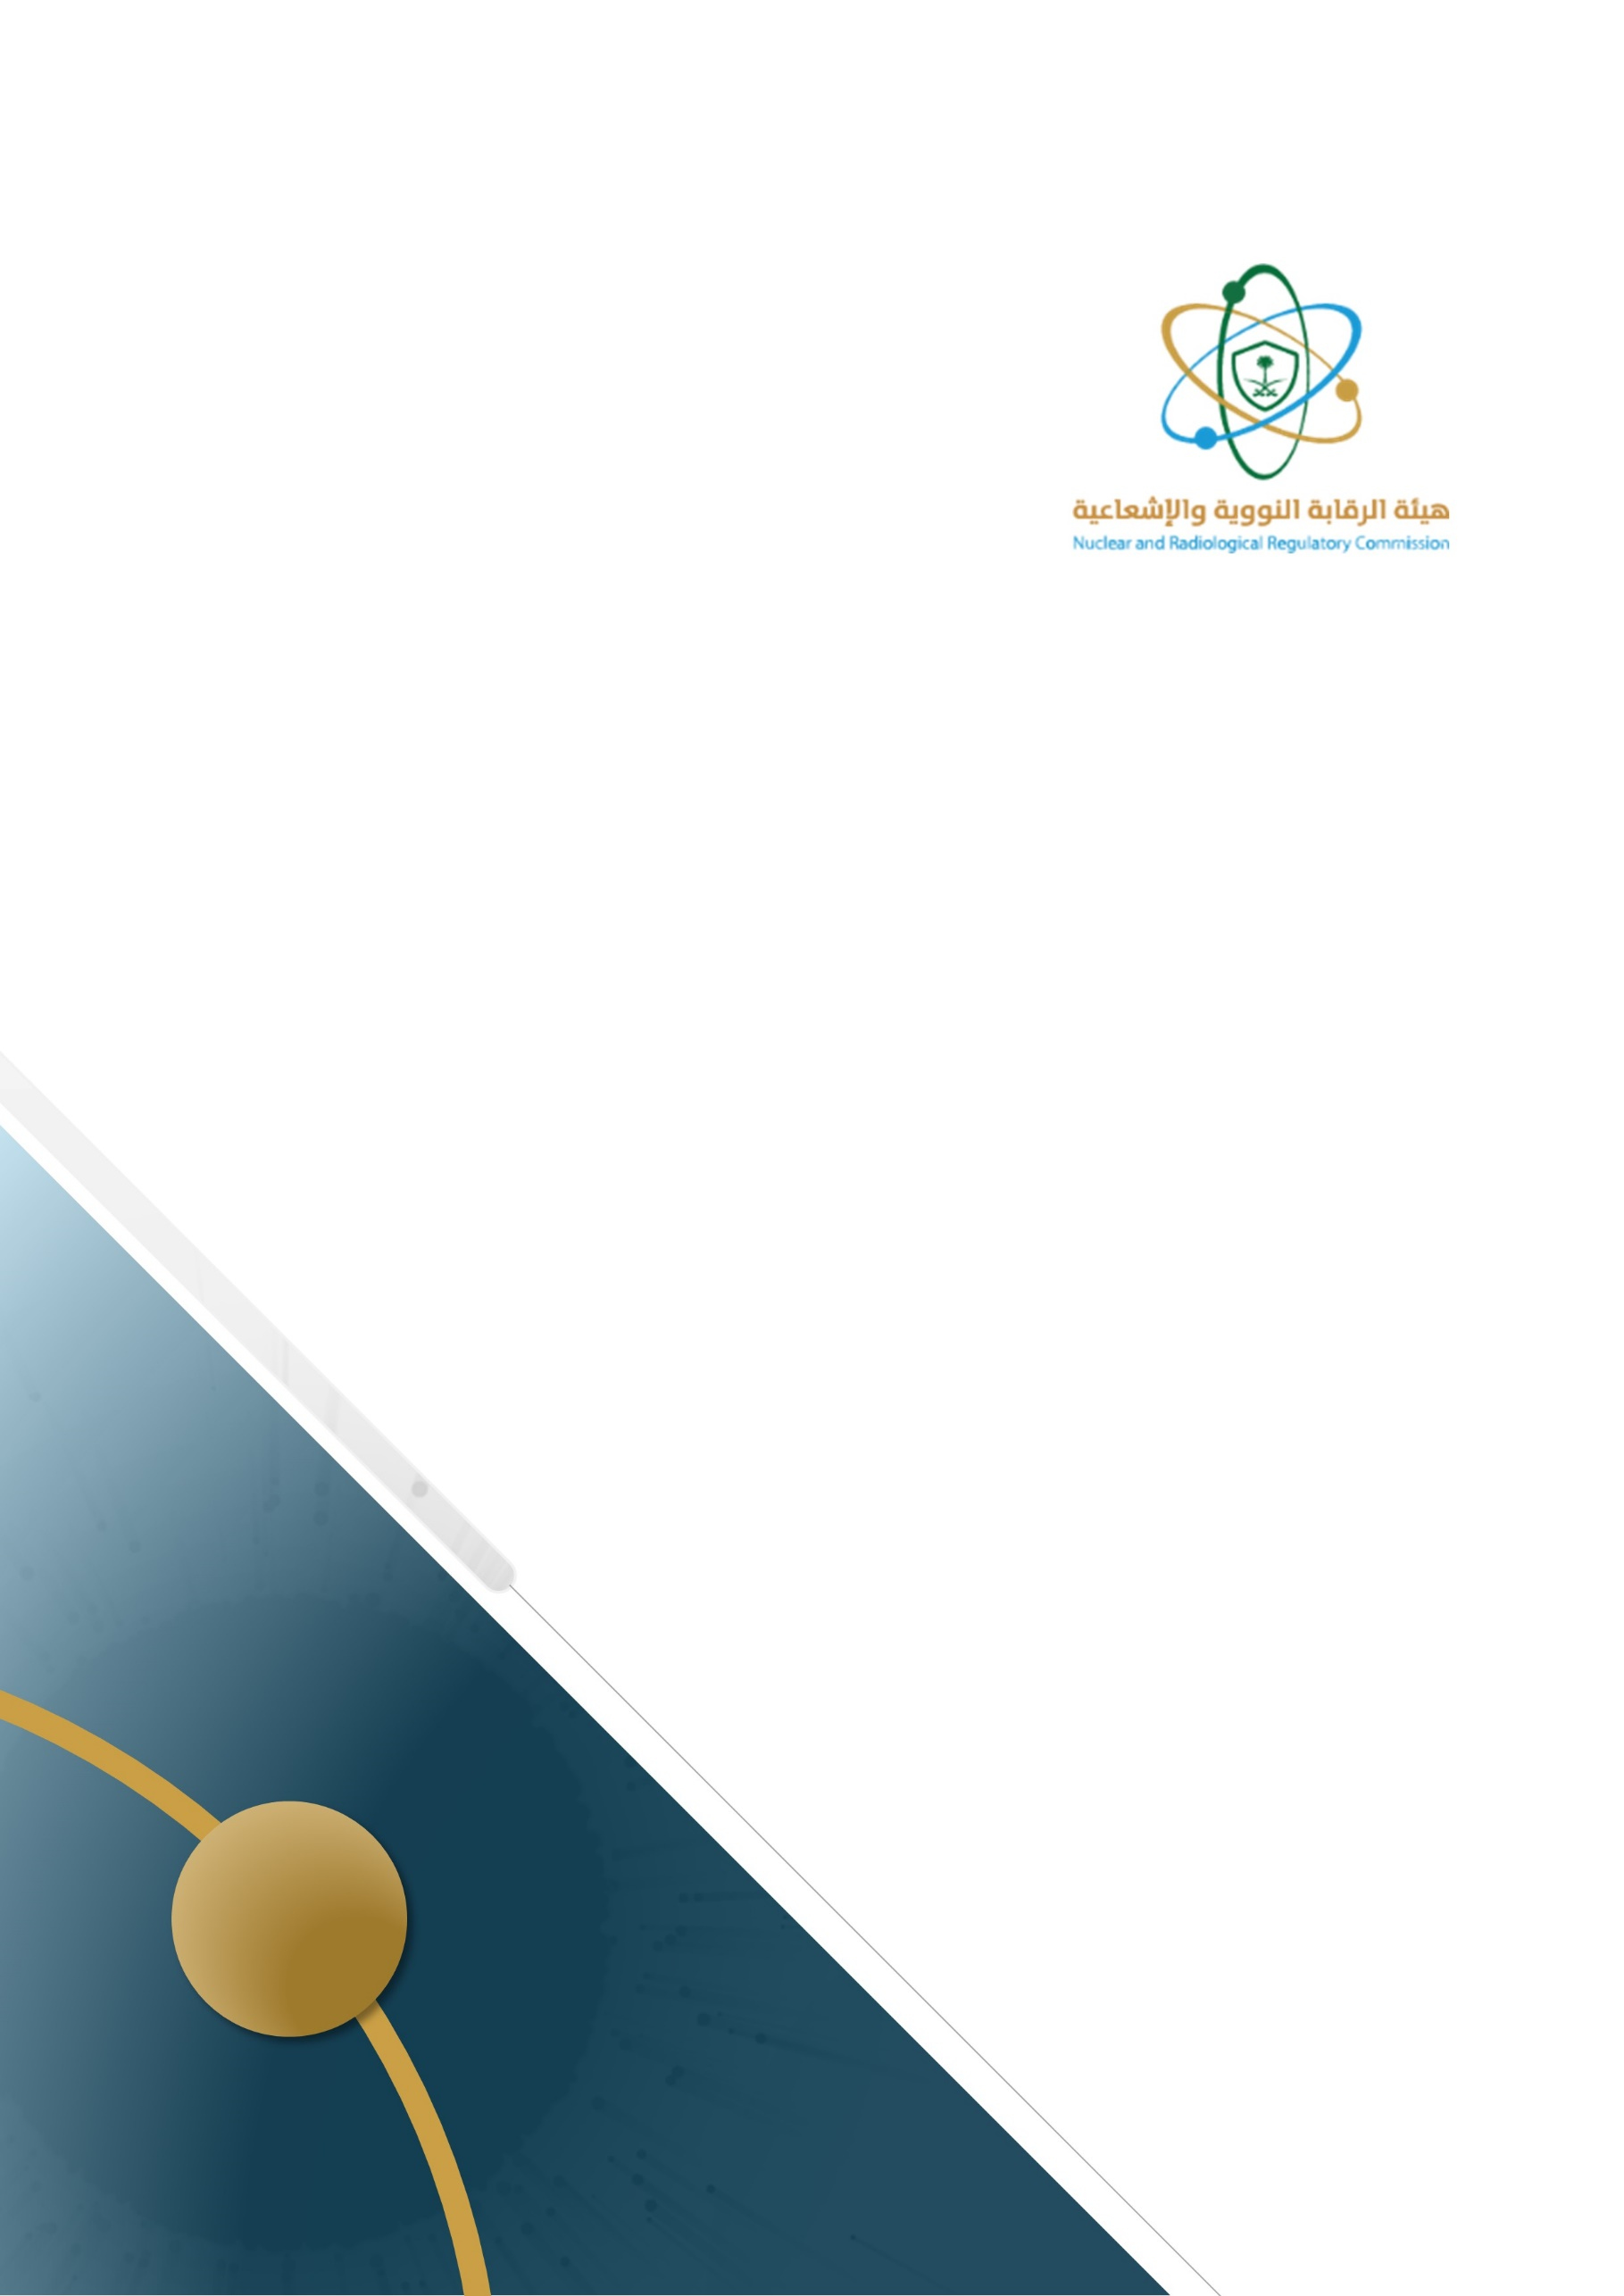 هيئة الرقابة النووية والإشعاعية
Nuclear and Radiological Regulatory Commission